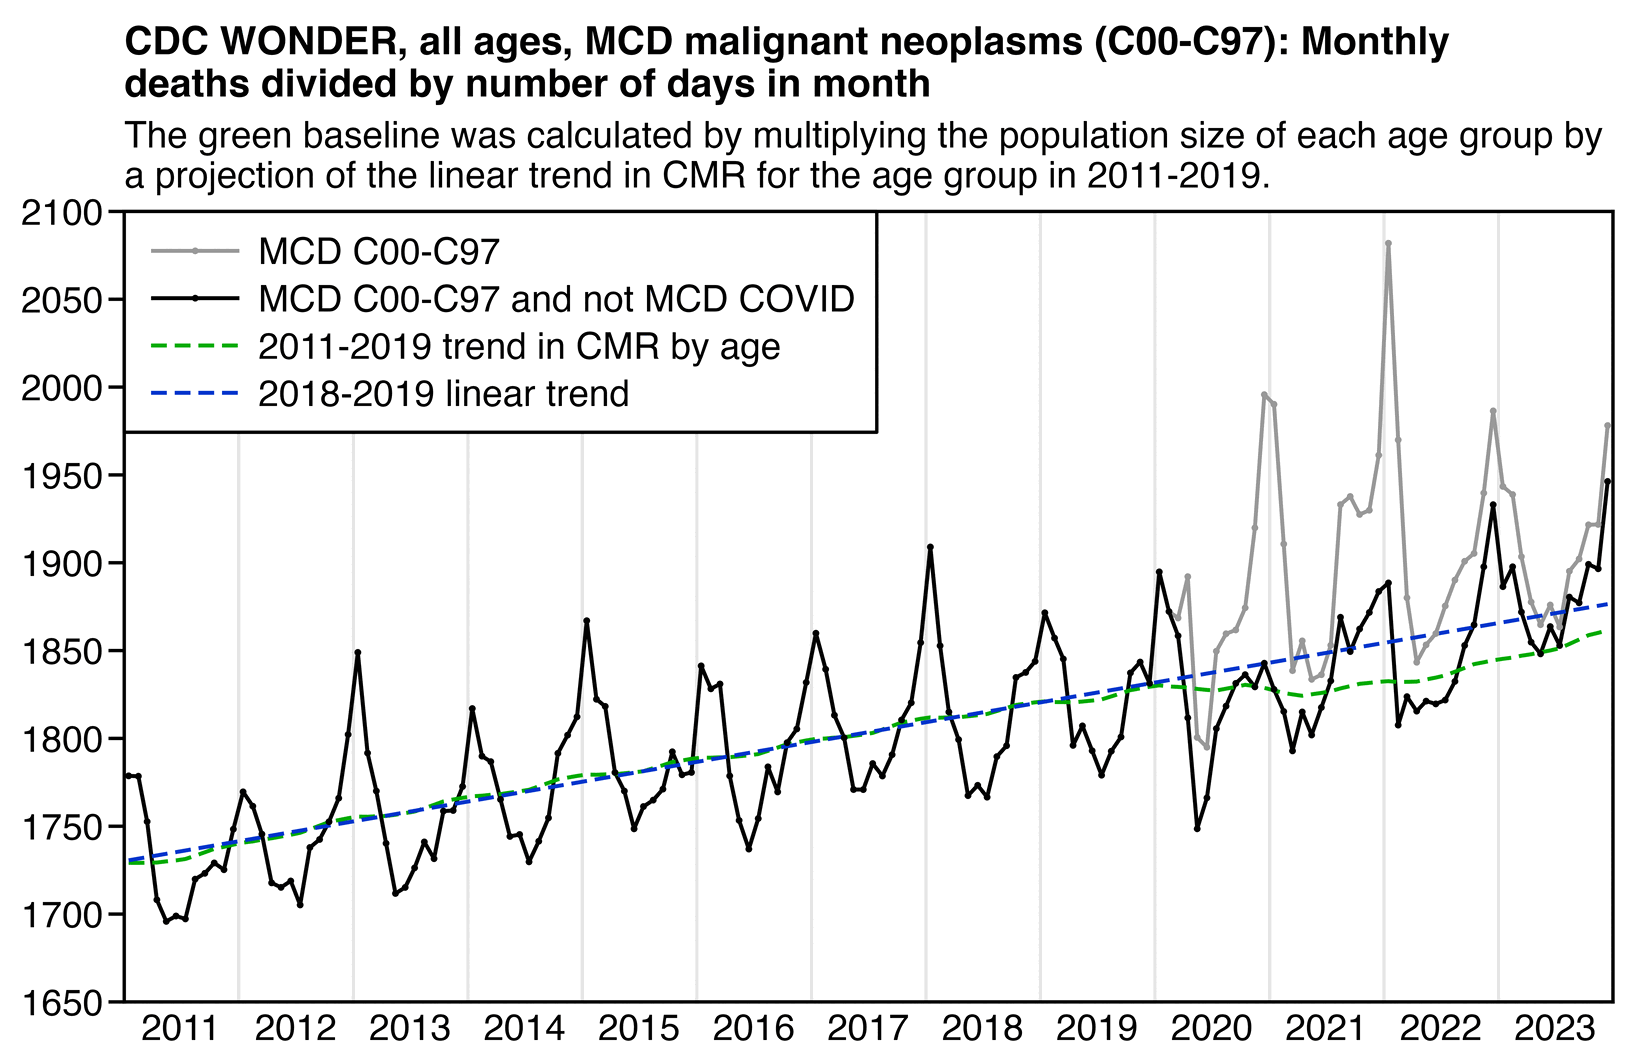 CDC WONDER, all ages, MCD malignant neoplasms (C00-C97): Monthly
deaths divided by number of days in month
The green baseline was calculated by multiplying the population size of each age group by
a projection of the linear trend in CMR for the age group in 2011-2019.
2100
2050
2000
1950
1900
1850
1800
1750
1700
1650
MCD C00-C97
MCD C00-C97 and not MCD COVID
2011-2019 trend in CMR by age
2018-2019 linear trend
2011 2012 2013 2014 2015 2016 2017 2018 2019 2020 2021 2022 2023